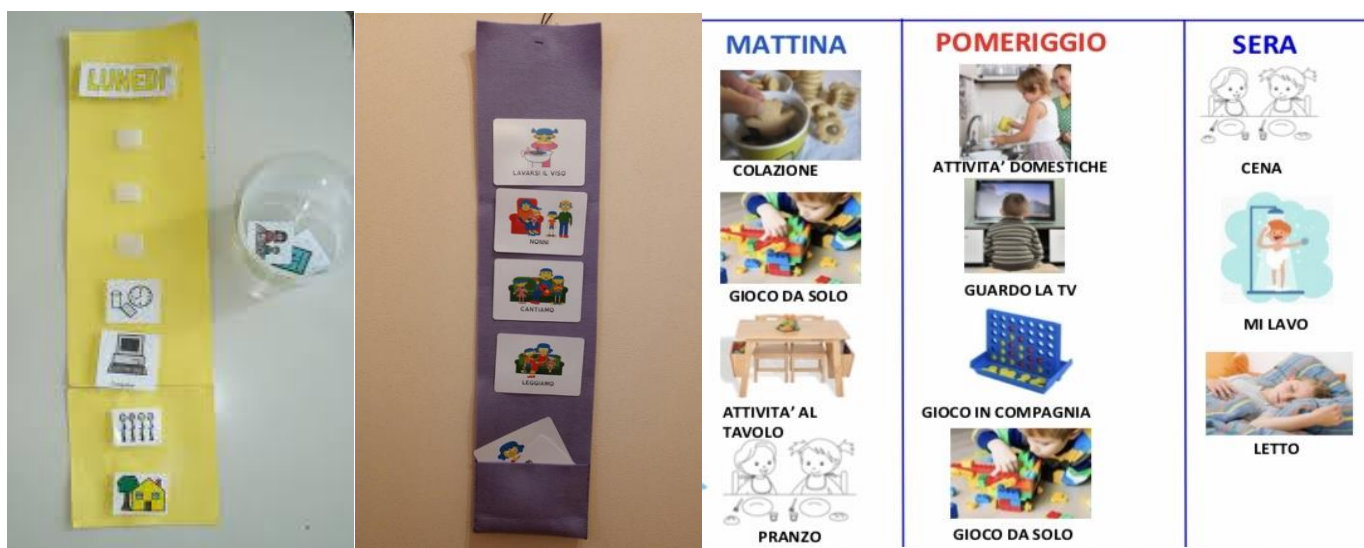 LUNEDI'
LAVARSI IL VISO
NONNI
CANTIAMO
LEGGIAMO
MATTINA
COLAZIONE
GIOCO DA SOLO
ATTIVITA' AL
TAVOLO
PRANZO
POMERIGGIO
ATTIVITA' DOMESTICHE
GUARDO LA TV
GIOCO IN COMPAGNIA
GIOCO DA SOLO
SERA
CENA
MI LAVO
LETTO